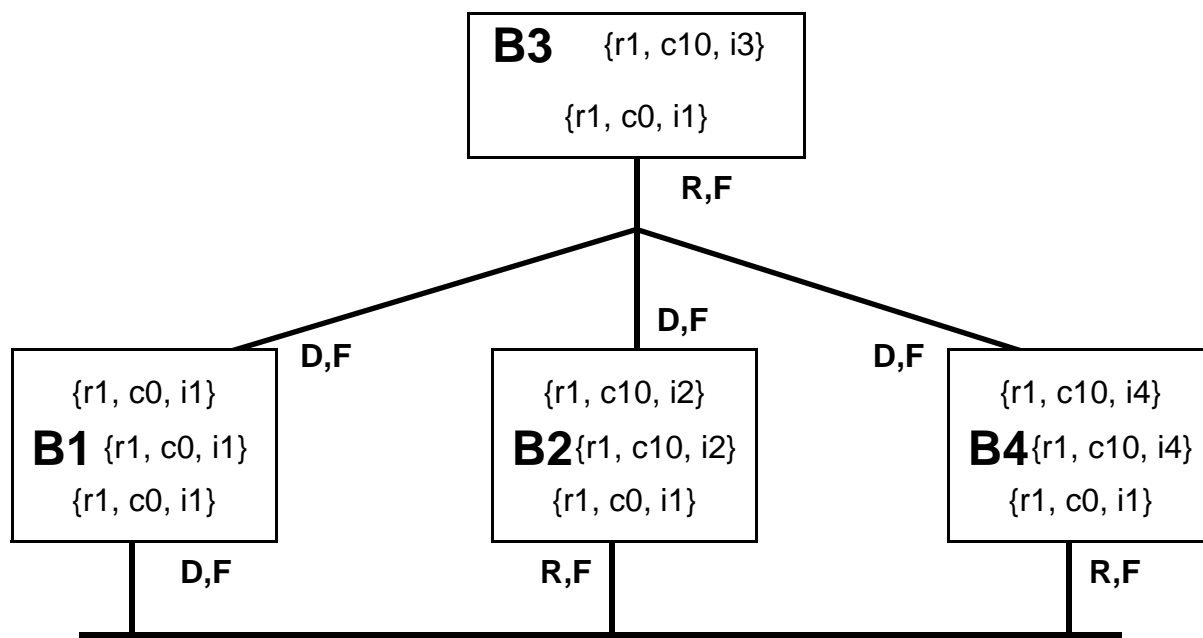 B3 {r1, c10, i3}
{r1, c0, i1}
R,F
D,F
D,F
D,F
{r1, c0, i1}
B1 {r1, c0, i1}
{r1, c0, i1}
{r1, c10, i2}
B2 {r1, c10, i2}
{r1, c0, i1}
{r1, c10, i4}
B4 {r1, c10, i4}
{r1, c0, i1}
D,F
R,F
R,F